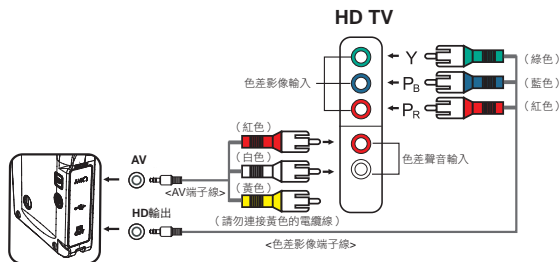 HD TV
Y
（綠色）
色差影像輸入
PB
（藍色）
PR
（紅色）
（紅色）
（白色）
色差聲音輸入
AV
<AV端子線>
（黃色）
HD輸出
（請勿連接黃色的電纜線）
<色差影像端子線>